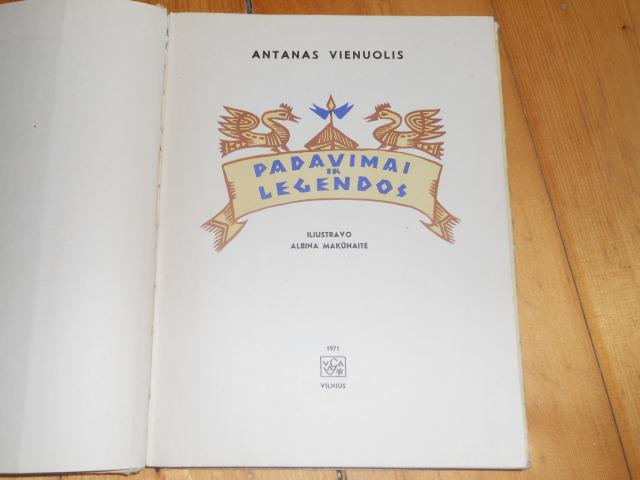 ANTANAS VIENUOLIS
PADAVIMAI
IR
LEGENDOS
ILIUSTRAVO
ALBINA MAKŪNAITĖ
1971
VILNIUS